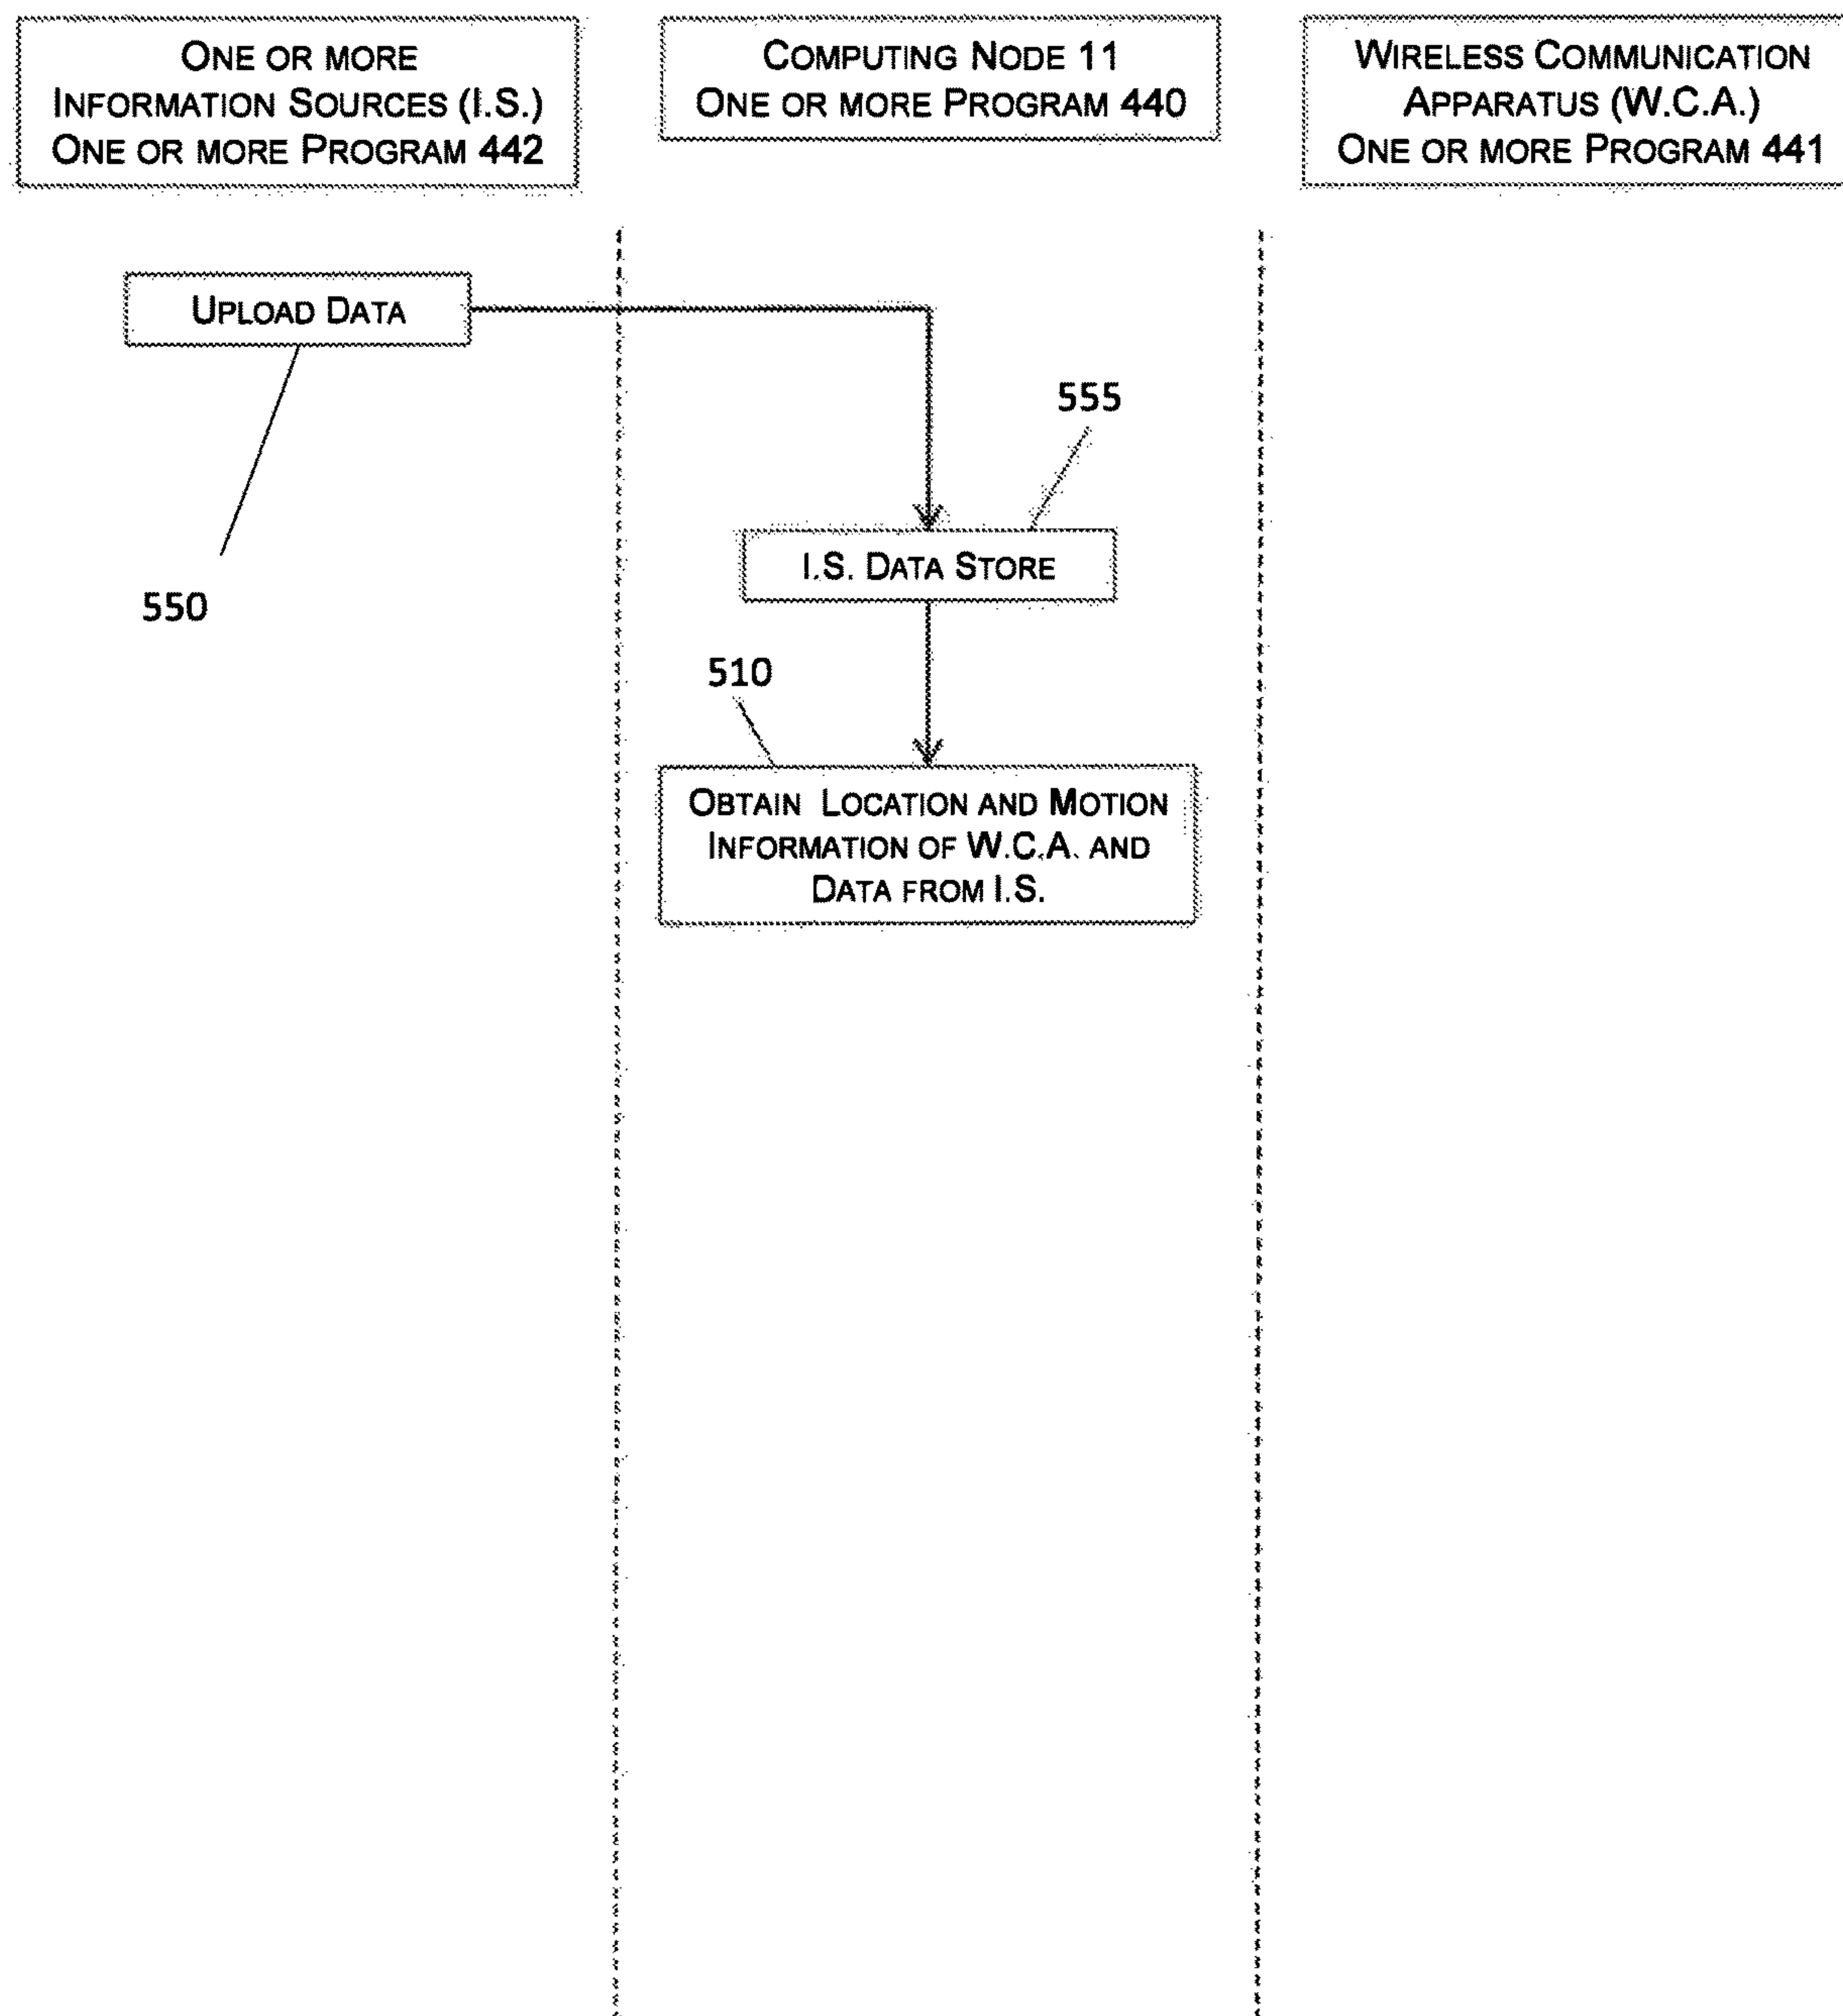 ONE OR MORE
INFORMATION SOURCES (I.S.)
ONE OR MORE PROGRAM 442
COMPUTING NODE 11
ONE OR MORE PROGRAM 440
WIRELESS COMMUNICATION
APPARATUS (W.C.A.)
ONE OR MORE PROGRAM 441
UPLOAD DATA
550
555
I.S. DATA STORE
510
OBTAIN LOCATION AND MOTION
INFORMATION OF W.C.A. AND
DATA FROM I.S.